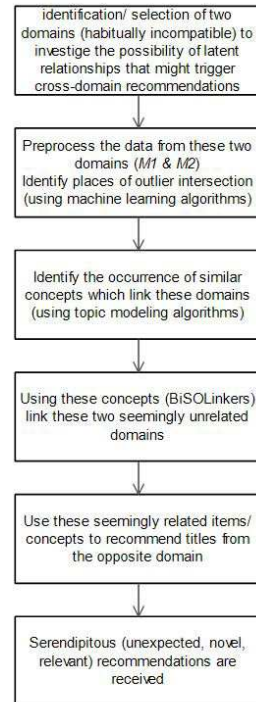 identification/ selection of two
domains (habitually incompatible) to
investige the possibility of latent
relationships that might trigger
cross-domain recommendations
Preprocess the data from these two
domains (M1 & M2)
Identify places of outlier intersection
(using machine learning algorithms)
Identify the occurrence of similar
concepts which link these domains
(using topic modeling algorithms)
Using these concepts (BiSOLinkers)
link these two seemingly unrelated
domains
Use these seemingly related items/
concepts to recommend titles from
the opposite domain
Serendipitous (unexpected, novel,
relevant) recommendations are
received